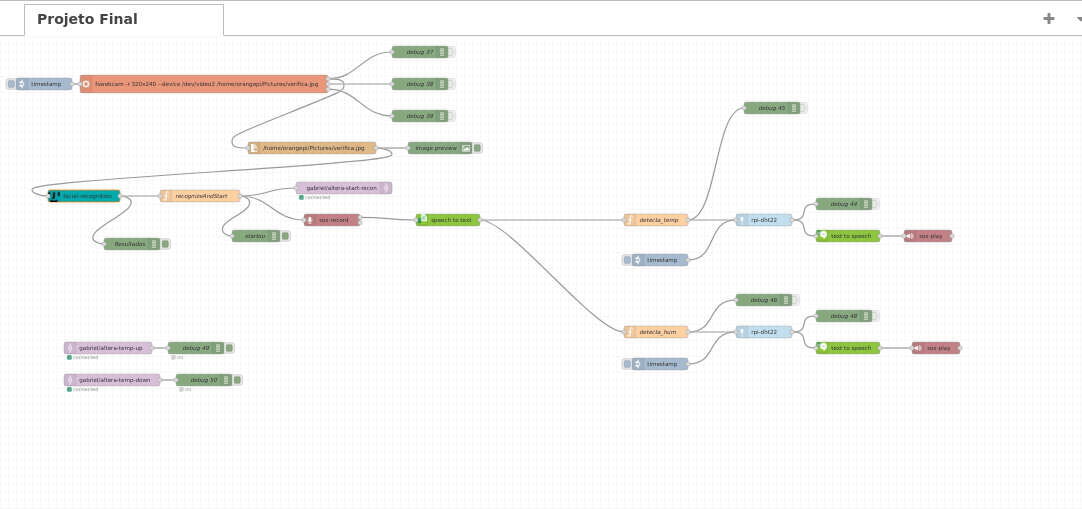 Projeto Final
debug 37
timestamp
fswebcam -r 320x240 --device /dev/video2 /home/orangepi/Pictures/verifica.jpg
debug 38
debug 39
debug 45
/home/orangepi/Pictures/verifica.jpg
image preview
facial-recognition
recognizeAndStart
gabriel/altera-start-recon
connected
sox-record
speech to text
detecta_temp
rpi-dht22
debug 44
Resultados
startou
text to speech
sox-play
timestamp
debug 46
detecta_hum
rpi-dht22
debug 48
gabriel/altera-temp-up
connected
debug 49
on
text to speech
sox-play
timestamp
gabriel/altera-temp-down
connected
debug 50
on